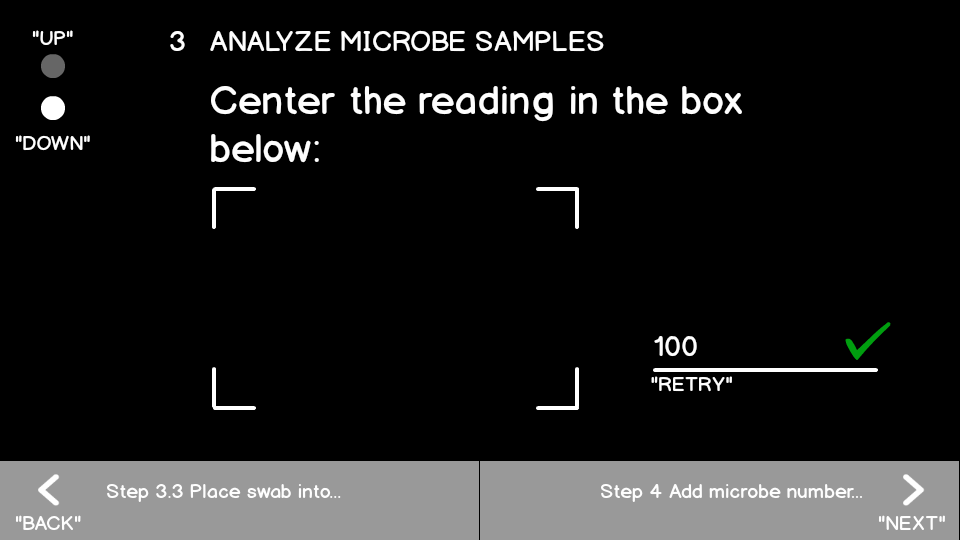 "UP"
"DOWN"
3 ANALYZE MICROBE SAMPLES
Center the reading in the box
below:
100
"RETRY"
Step 3.3 Place swab into...
"BACK"
Step 4 Add microbe number...
"NEXT"